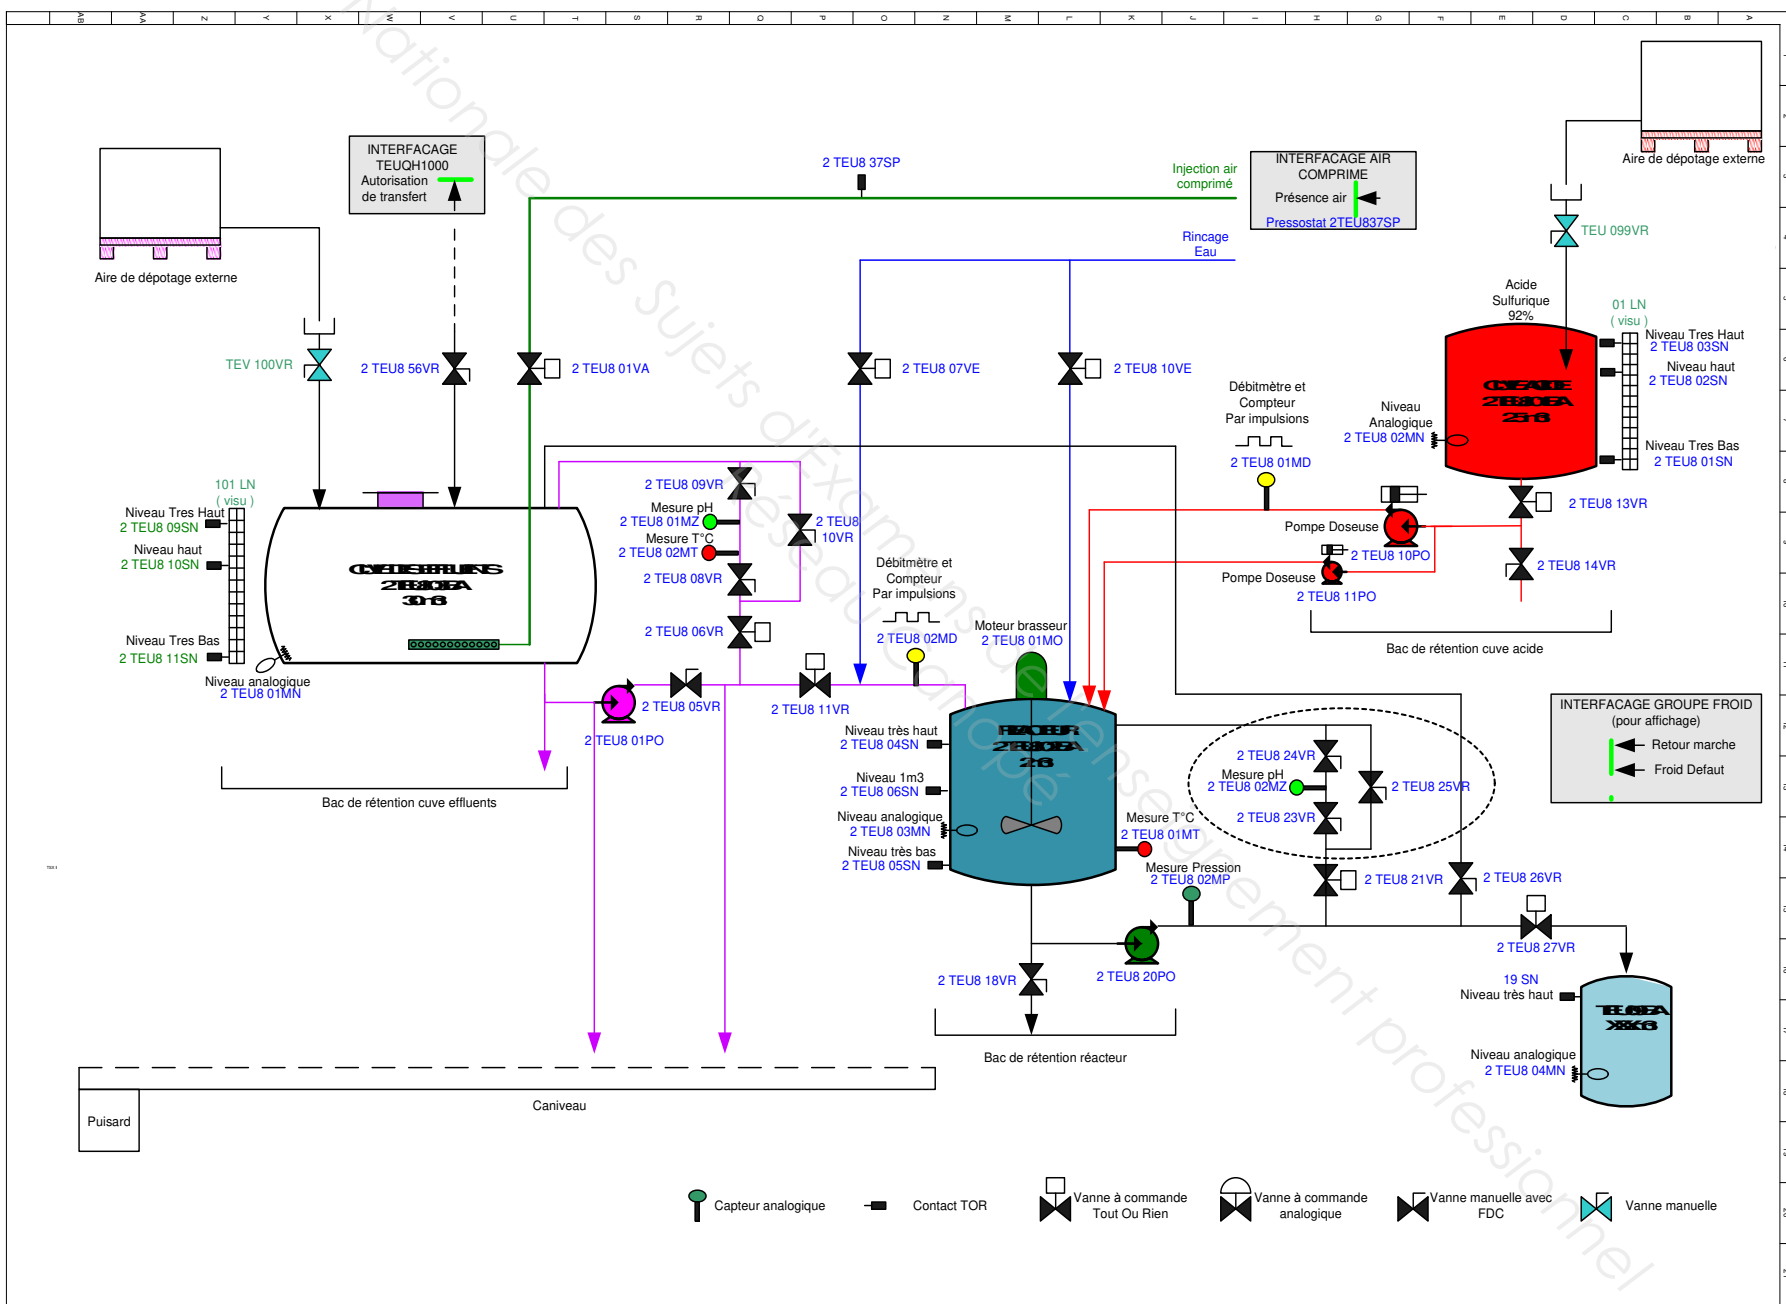 AB AA Z Y X W V U T S R Q P O N M L K J I H G F E D C B A
Nationale des Sujets d'Examens de l'enseignement professionnel
Réseau Canopé
INTERFACAGE
TEUQH1000
Autorisation
de transfert
2 TEU8 37SP
Injection air
comprimé
INTERFACAGE AIR
COMPRIME
Présence air
Pressostat 2TEU837SP
Aire de dépotage externe
Aire de dépotage externe
Rincage
Eau
TEU 099VR
Acide
Sulfurique
92%
01 LN
( visu )
Niveau Tres Haut
2 TEU8 03SN
Niveau haut
2 TEU8 02SN
Niveau Tres Bas
2 TEU8 01SN
Niveau
Analogique
2 TEU8 02MN
TEV 100VR
2 TEU8 56VR
2 TEU8 01VA
2 TEU8 07VE
2 TEU8 10VE
Débitmètre et
Compteur
Par impulsions
2 TEU8 01MD
2 TEU8 13VR
Pompe Doseuse
2 TEU8 10PO
Pompe Doseuse
2 TEU8 11PO
2 TEU8 14VR
Bac de rétention cuve acide
101 LN
( visu )
Niveau Tres Haut
2 TEU8 09SN
Niveau haut
2 TEU8 10SN
Niveau Tres Bas
2 TEU8 11SN
Niveau analogique
2 TEU8 01MN
30m3
2 TEU8 09VR
Mesure pH
2 TEU8 01MZ
Mesure T°C
2 TEU8 02MT
2 TEU8 08VR
2 TEU8
10VR
2 TEU8 06VR
2 TEU8 05VR
2 TEU8 11VR
2 TEU8 01PO
Débitmètre et
Compteur
Par impulsions
2 TEU8 02MD
Moteur brasseur
2 TEU8 01MO
Bac de rétention cuve effluents
Niveau très haut
2 TEU8 04SN
Niveau 1m3
2 TEU8 06SN
Niveau analogique
2 TEU8 03MN
Niveau très bas
2 TEU8 05SN
2m3
Mesure T°C
2 TEU8 01MT
Mesure Pression
2 TEU8 02MP
2 TEU8 24VR
Mesure pH
2 TEU8 02MZ
2 TEU8 23VR
2 TEU8 25VR
2 TEU8 21VR
2 TEU8 26VR
INTERFACAGE GROUPE FROID
(pour affichage)
Retour marche
Froid Defaut
2 TEU8 27VR
2 TEU8 18VR
2 TEU8 20PO
Bac de rétention réacteur
19 SN
Niveau très haut
Niveau analogique
2 TEU8 04MN
Caniveau
Puisard
Capteur analogique
Contact TOR
Vanne à commande
Tout Ou Rien
Vanne à commande
analogique
Vanne manuelle avec
FDC
Vanne manuelle